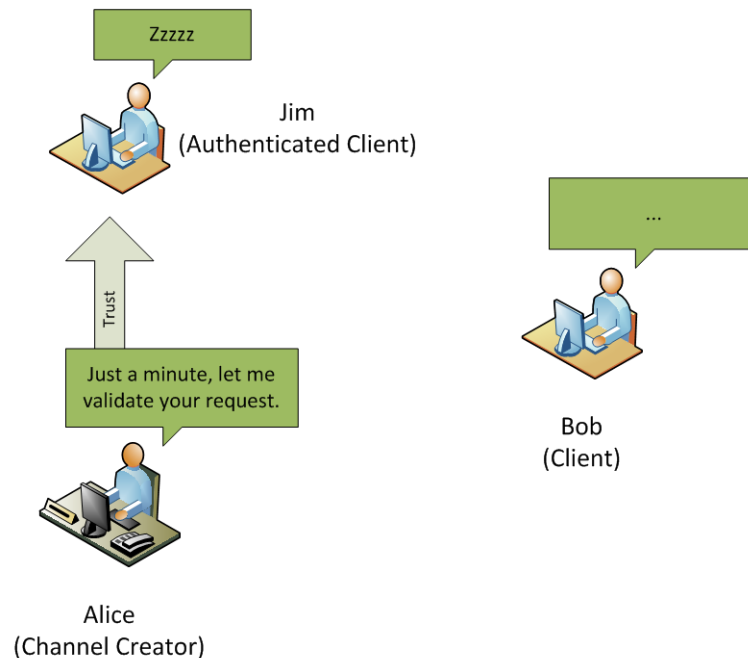 Zzzzz
Jim
(Authenticated Client)
...
Trust
Just a minute, let me
validate your request.
Bob
(Client)
Alice
(Channel Creator)